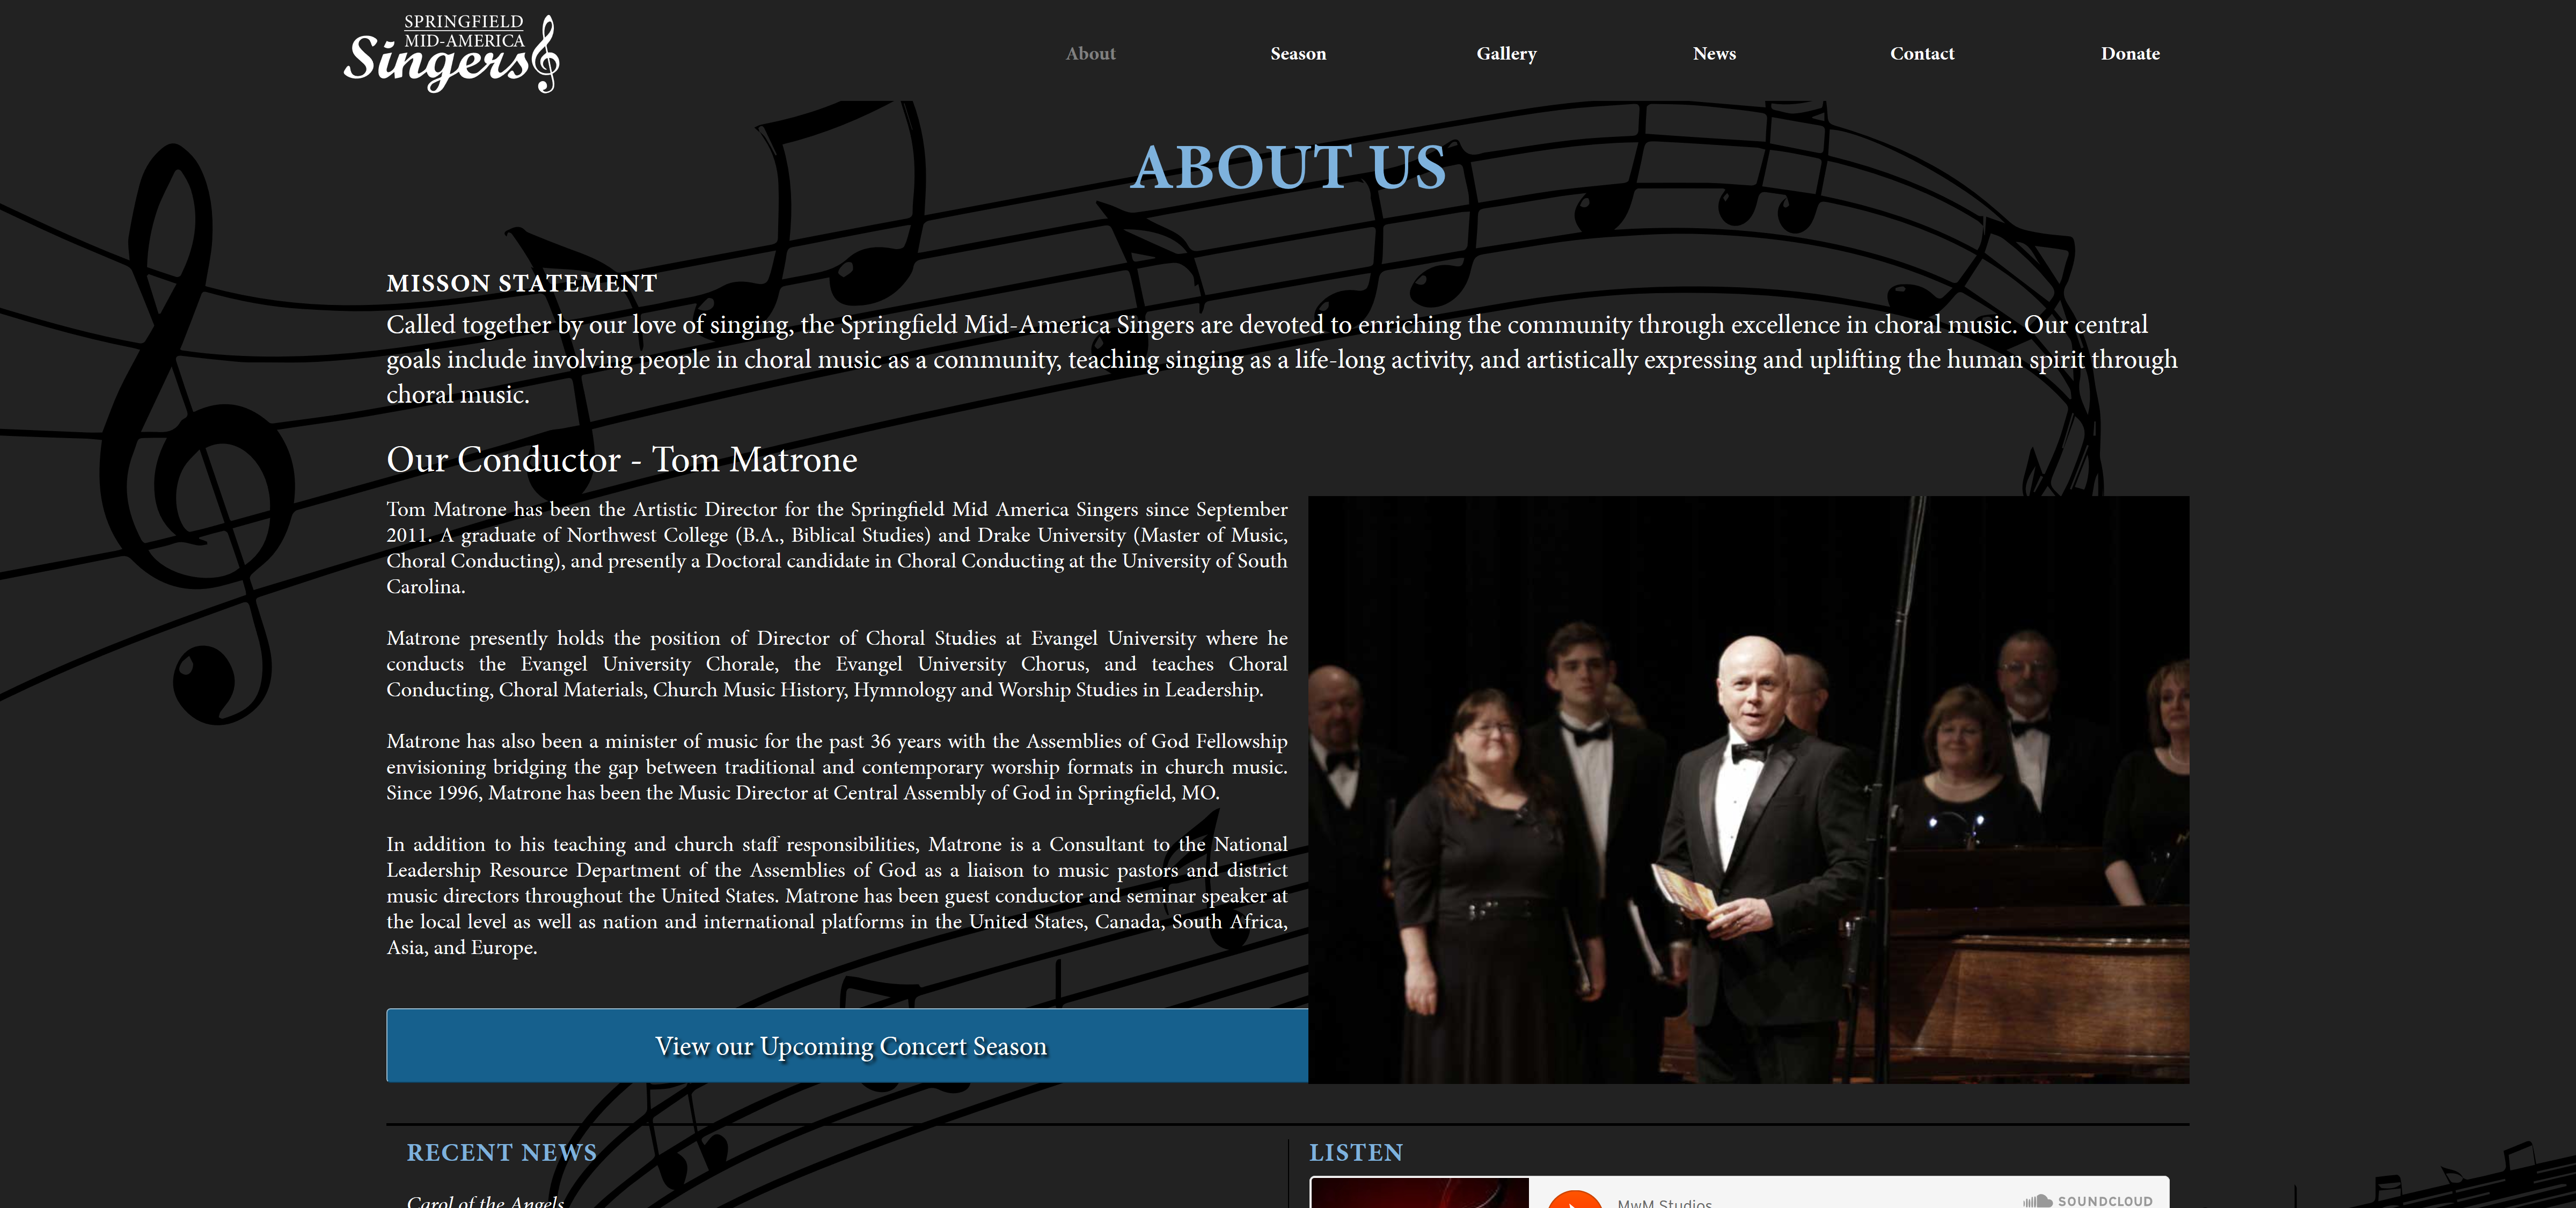 SPRINGFIELD
MID-AMERICA
Singers
About
Season
Gallery
News
Contact
Donate
ABOUT US
MISSON STATEMENT
Called together by our love of singing, the Springfield Mid-America Singers are devoted to enriching the community through excellence in choral music. Our central
goals include involving people in choral music as a community, teaching singing as a life-long activity, and artistically expressing and uplifting the human spirit through
choral music.
Our Conductor - Tom Matrone
Tom Matrone has been the Artistic Director for the Springfield Mid America Singers since September
2011. A graduate of Northwest College (B.A., Biblical Studies) and Drake University (Master of Music,
Choral Conducting), and presently a Doctoral candidate in Choral Conducting at the University of South
Carolina.
Matrone presently holds the position of Director of Choral Studies at Evangel University where he
conducts the Evangel University Chorale, the Evangel University Chorus, and teaches Choral
Conducting, Choral Materials, Church Music History, Hymnology and Worship Studies in Leadership.
Matrone has also been a minister of music for the past 36 years with the Assemblies of God Fellowship
envisioning bridging the gap between traditional and contemporary worship formats in church music.
Since 1996, Matrone has been the Music Director at Central Assembly of God in Springfield, MO.
In addition to his teaching and church staff responsibilities, Matrone is a Consultant to the National
Leadership Resource Department of the Assemblies of God as a liaison to music pastors and district
music directors throughout the United States. Matrone has been guest conductor and seminar speaker at
the local level as well as nation and international platforms in the United States, Canada, South Africa,
Asia, and Europe.
View our Upcoming Concert Season
RECENT NEWS
Carol of the Angels
LISTEN
MwM Studios
SOUNDCLOUD